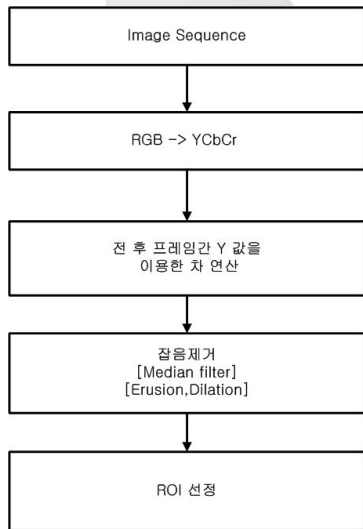 Image Sequence
RGB -> YCbCr
전 후 프레임간 Y 값을
이용한 차 연산
잡음제거
[Median filter]
[Erusion,Dilation]
ROI 선정